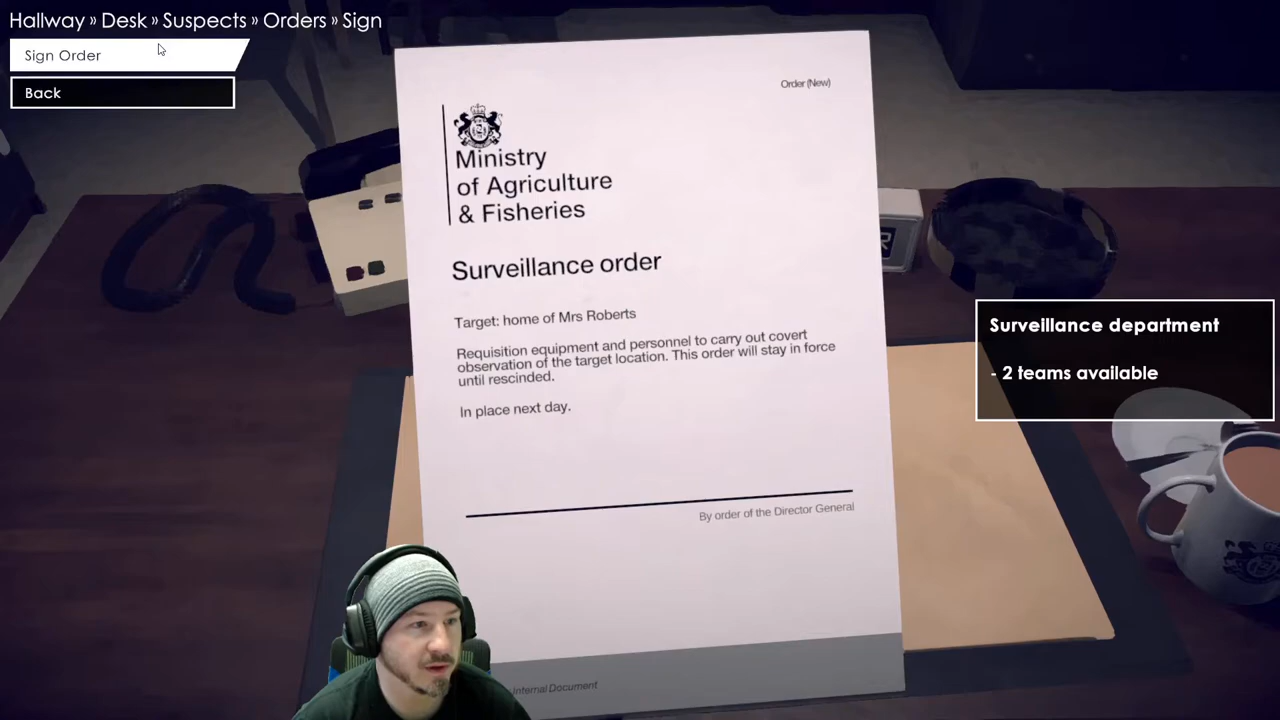 Hallway » Desk » Suspects » Orders » Sign
Sign Order
Back
Order (New)
Ministry
of Agriculture
& Fisheries
Surveillance order
Target: home of Mrs Roberts
Requisition equipment and personnel to carry out covert
observation of the target location. This order will stay in force
until rescinded.
In place next day.
By order of the Director General
Internal Document
R
Surveillance department
- 2 teams available